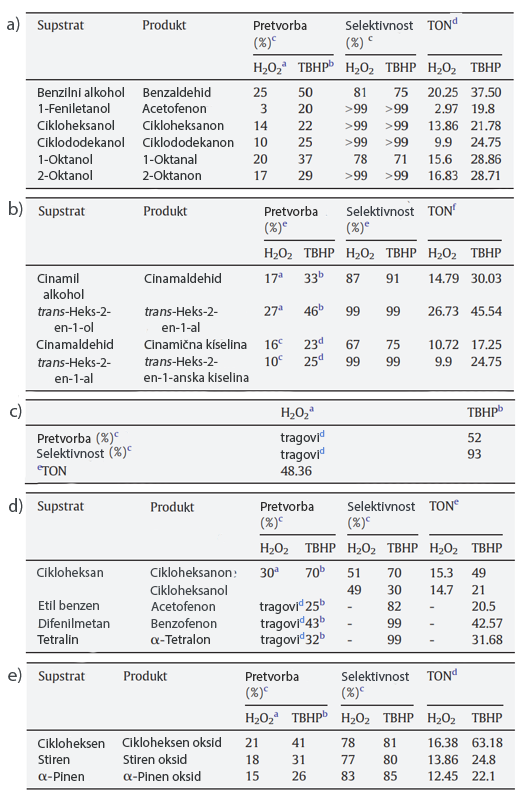 a) Supstrat Produkt Pretvorba (%)c Selektivnost (%) c TONd
H2O2a TBHPb H2O2 TBHP H2O2 TBHP
Benzilni alkohol Benzaldehid 25 50 81 75 20.25 37.50
1-Feniletanol Acetofenon 3 20 >99 >99 2.97 19.8
Cikloheksanol Cikloheksanon 14 22 >99 >99 13.86 21.78
Ciklododekanol Ciklododekanon 10 25 >99 >99 9.9 24.75
1-Oktanol 1-Oktanal 20 37 78 71 15.6 28.86
2-Oktanol 2-Oktanon 17 29 >99 >99 16.83 28.71
b) Supstrat Produkt Pretvorba (%)e Selektivnost (%)e TONf
H2O2 TBHP H2O2 TBHP H2O2 TBHP
Cinamil alkohol Cinamaldehid 17a 33b 87 91 14.79 30.03
trans-Heks-2-en-1-ol trans-Heks-2-en-1-al 27a 46b 99 99 26.73 45.54
Cinamaldehid Cinamična kíselina 16c 23d 67 75 10.72 17.25
trans-Heks-2-en-1-al trans-Heks-2-en-1-anska kiselina 10c 25d 99 99 9.9 24.75
c) H2O2a TBHPb
Pretvorba (%)c tragovid 52
Selektivnost (%)c tragovid 93
eTON 48.36
d) Supstrat Produkt Pretvorba (%)c Selektivnost (%)c TONe
H2O2 TBHP H2O2 TBHP H2O2 TBHP
Cikloheksan Cikloheksanon; 30a 70b 51 70 15.3 49
Cikloheksanol 49 30 14.7 21
Etil benzen Acetofenon tragovid 25b - 82 - 20.5
Difenilmetan Benzofenon tragovid 43b - 99 - 42.57
Tetralin α-Tetralon tragovid 32b - 99 - 31.68
e) Supstrat Produkt Pretvorba (%)c Selektivnost (%)c TONd
H2O2a TBHPb H2O2 TBHP H2O2 TBHP
Cikloheksen Cikloheksen oksid 21 41 78 81 16.38 63.18
Stiren Stiren oksid 18 31 77 80 13.86 24.8
α-Pinen α-Pinen oksid 15 26 83 85 12.45 22.1